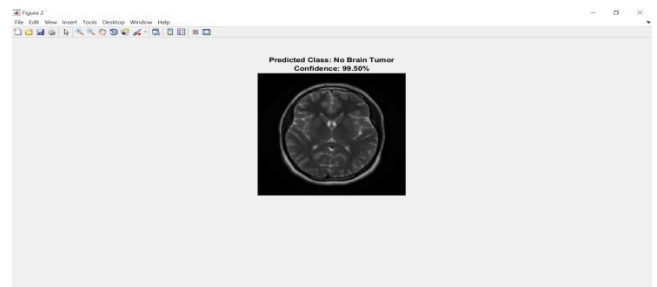 Figure 2
File Edit View Insert Tools Desktop Window Help
Predicted Class: No Brain Tumor
Confidence: 99.50%